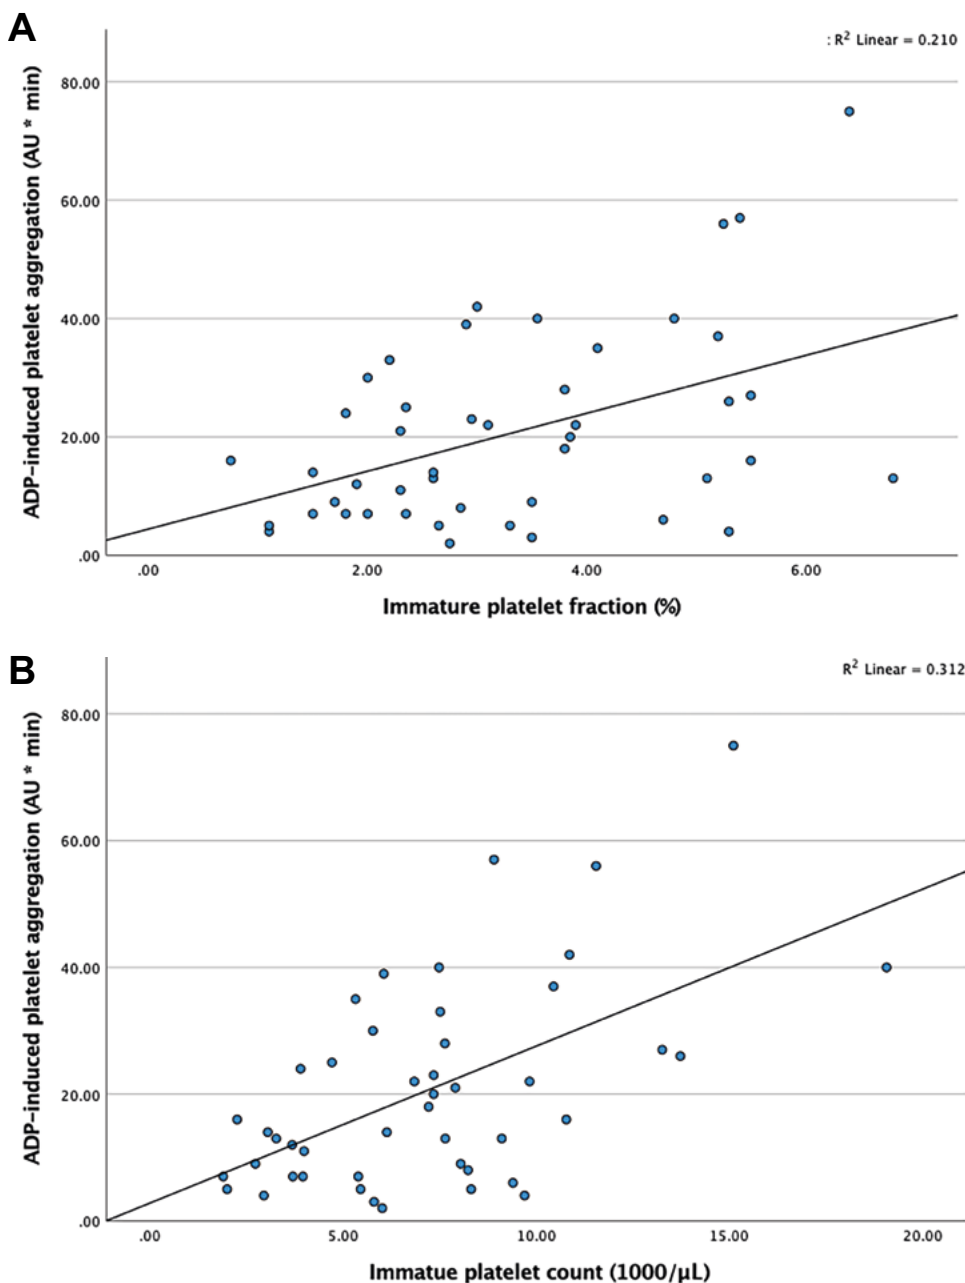 A
: R² Linear = 0.210
ADP-induced platelet aggregation (AU * min)
80.00
60.00
40.00
20.00
.00
.00 2.00 4.00 6.00
Immature platelet fraction (%)
B
R² Linear = 0.312
ADP-induced platelet aggregation (AU * min)
80.00
60.00
40.00
20.00
.00
.00 5.00 10.00 15.00 20.00
Immatue platelet count (1000/µL)